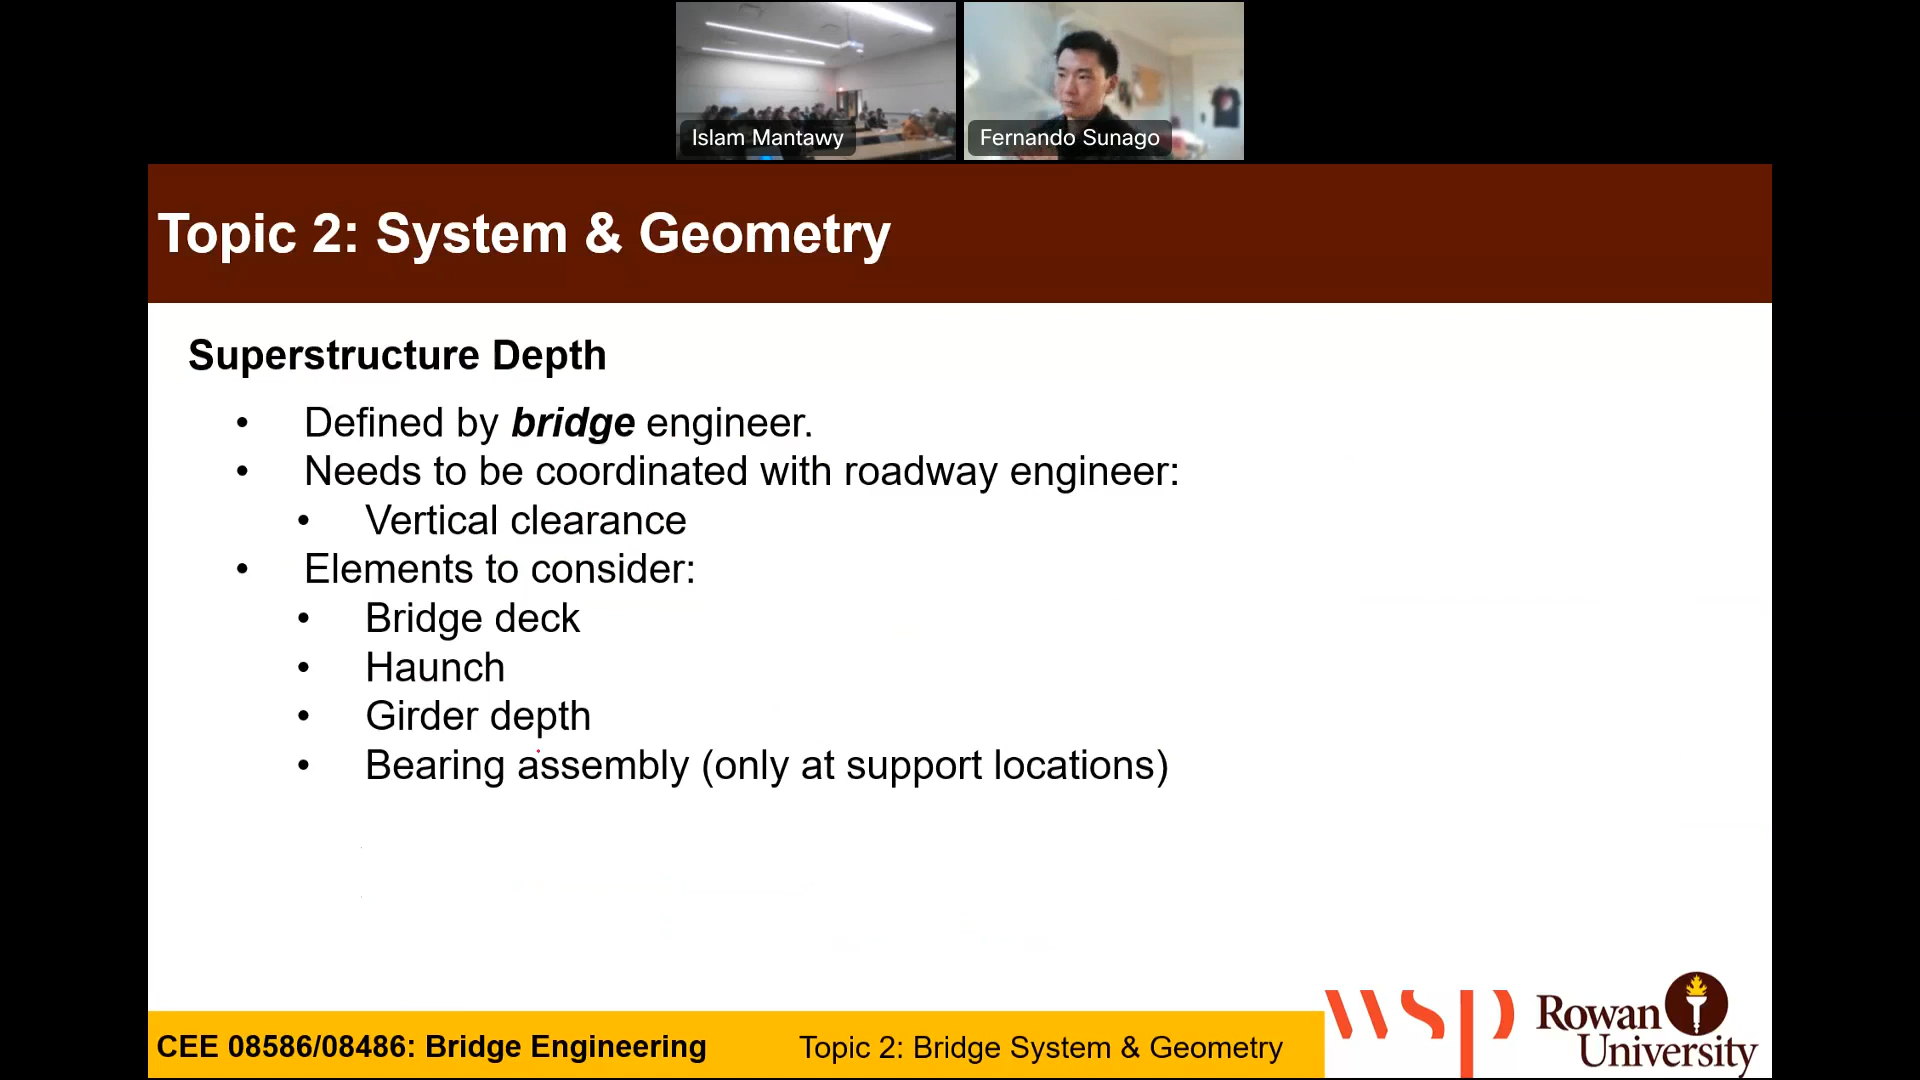 Islam Mantawy
Fernando Sunago
Topic 2: System & Geometry
Superstructure Depth
• Defined by bridge engineer.
• Needs to be coordinated with roadway engineer:
• Vertical clearance
• Elements to consider:
• Bridge deck
• Haunch
• Girder depth
• Bearing assembly (only at support locations)
CEE 08586/08486: Bridge Engineering
Topic 2: Bridge System & Geometry
wsp
Rowan
University